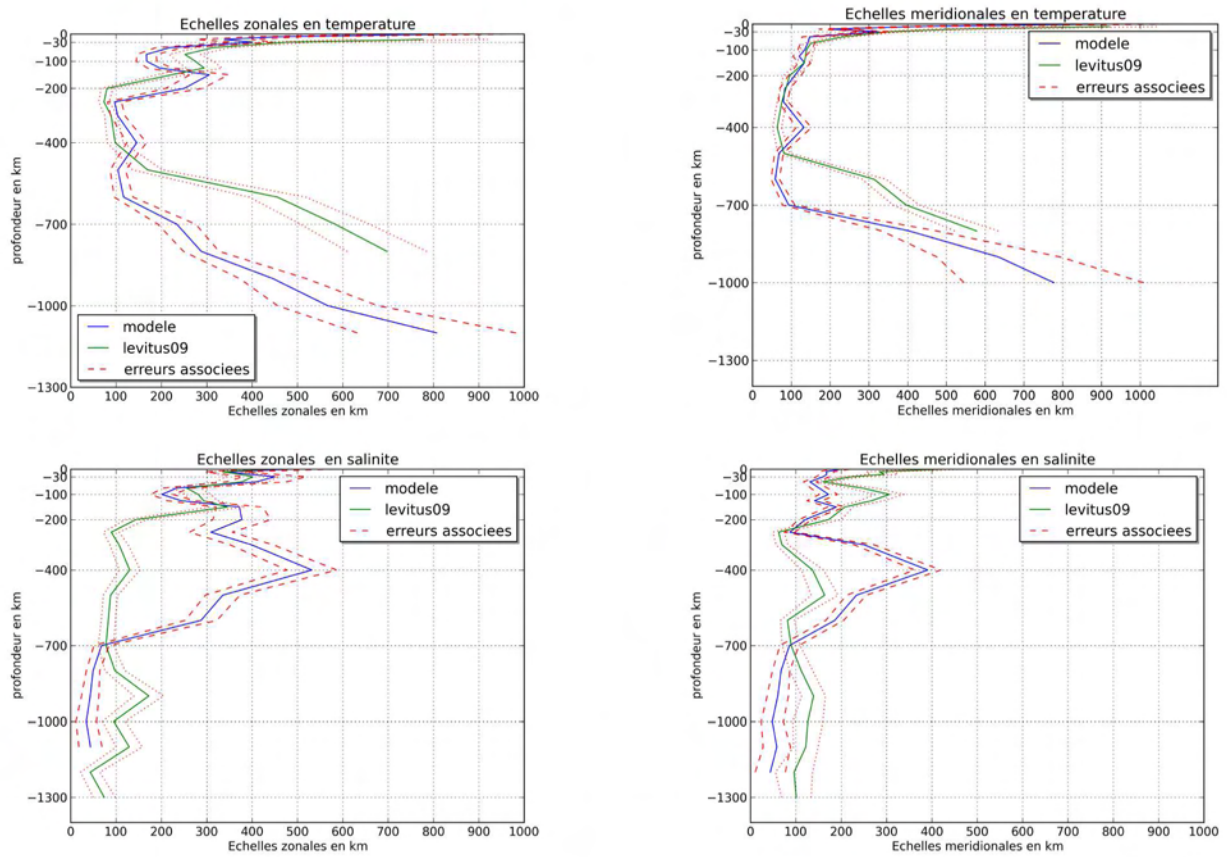 Echelles zonales en temperature
0
−30
−100
−200
−400
−700
−1000
−1300
profondeur en km
modele
levitus09
erreurs associees
0 100 200 300 400 500 600 700 800 900 1000
Echelles zonales en km
Echelles meridionales en temperature
0
−30
−100
−200
−400
−700
−1000
−1300
profondeur en km
modele
levitus09
erreurs associees
0 100 200 300 400 500 600 700 800 900 1000
Echelles meridionales en km
Echelles zonales en salinite
0
−30
−100
−200
−400
−700
−1000
−1300
profondeur en km
modele
levitus09
erreurs associees
0 100 200 300 400 500 600 700 800 900 1000
Echelles zonales en km
Echelles meridionales en salinite
0
−30
−100
−200
−400
−700
−1000
−1300
profondeur en km
modele
levitus09
erreurs associees
0 100 200 300 400 500 600 700 800 900 1000
Echelles meridionales en km